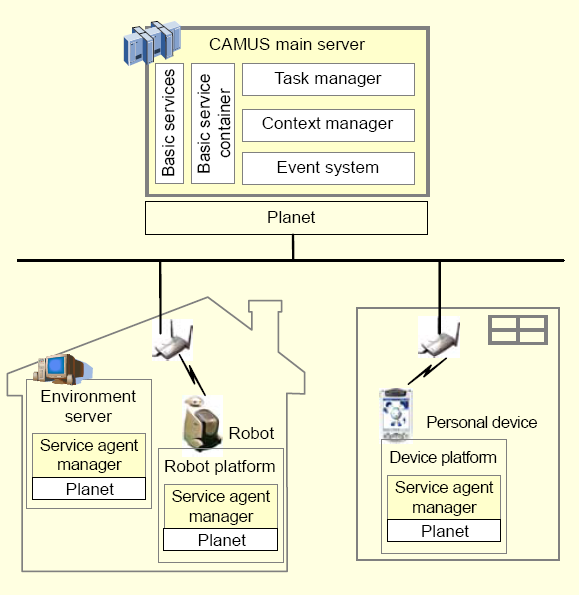 CAMUS main server
Basic services
Basic service
container
Task manager
Context manager
Event system
Planet
Environment
server
Service agent
manager
Planet
Robot
Robot platform
Service agent
manager
Planet
Personal device
Device platform
Service agent
manager
Planet